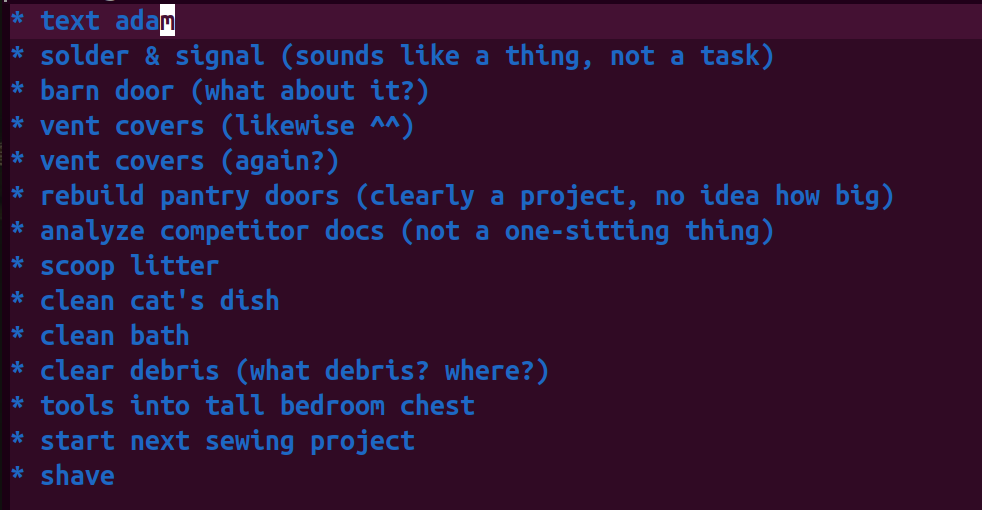 * text adam
* solder & signal (sounds like a thing, not a task)
* barn door (what about it?)
* vent covers (likewise ^^)
* vent covers (again?)
* rebuild pantry doors (clearly a project, no idea how big)
* analyze competitor docs (not a one-sitting thing)
* scoop litter
* clean cat's dish
* clean bath
* clear debris (what debris? where?)
* tools into tall bedroom chest
* start next sewing project
* shave